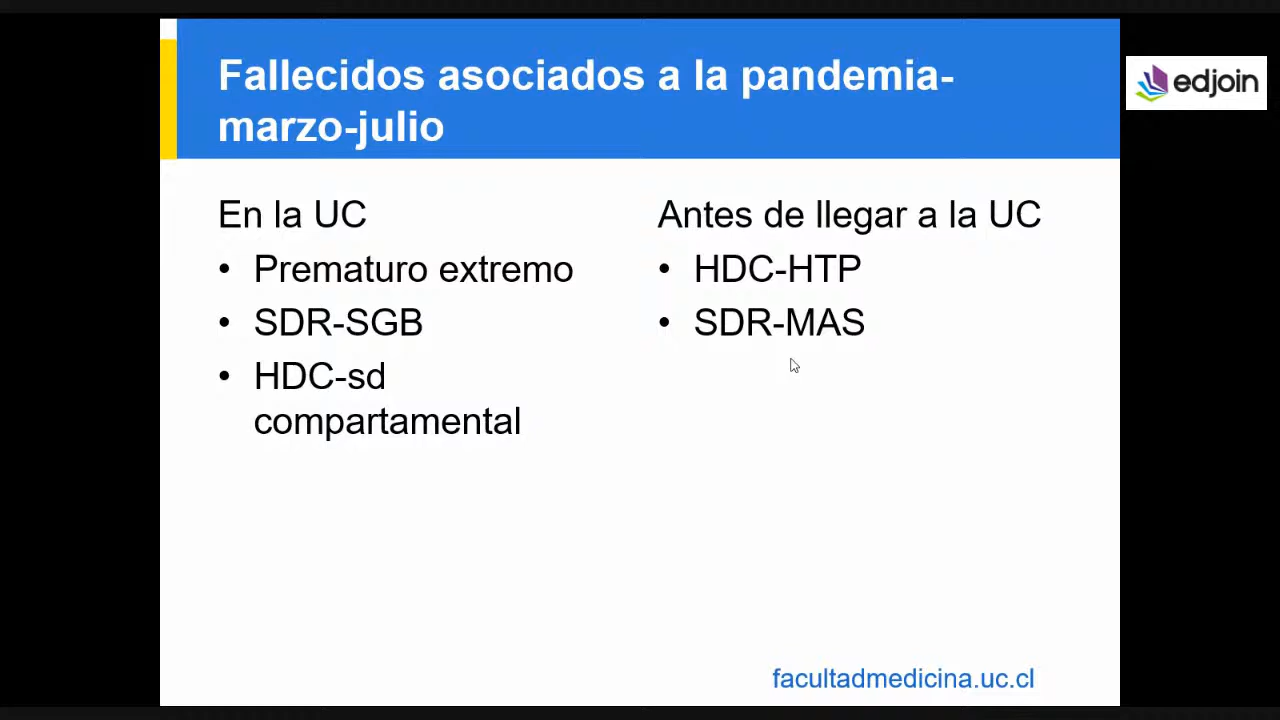 Fallecidos asociados a la pandemia-
marzo-julio
edjoin
En la UC
• Prematuro extremo
• SDR-SGB
• HDC-sd
compartamental
Antes de llegar a la UC
• HDC-HTP
• SDR-MAS
facultadmedicina.uc.cl